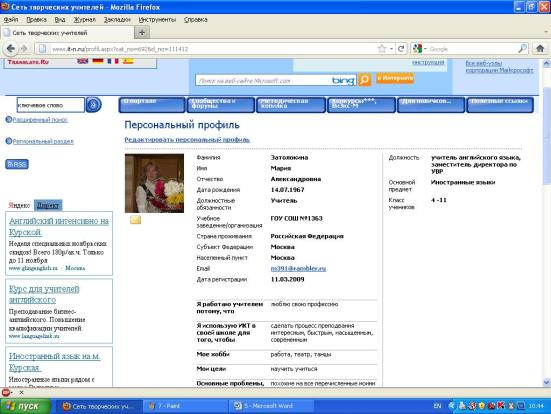 Сеть творческих учителей - Mozilla Firefox
Файл Правка Вид Журнал Закладки Инструменты Справка
Сеть творческих учителей
www.it-n.ru/profil.aspx?cat_no=692&d_no=111412
Google
TRANSLATE.RU
инструкция
Все веб-узлы
корпорации Майкрософт
Поиск на веб-сайте Microsoft.com
bing
в Интернете
ключевое слово
О портале
Сообщества и форумы
Методическая копилка
Конкурсы***,
Для новичков...
Полезные ссылки
Расширенный поиск
Региональный раздел
RSS
Персональный профиль
Редактировать персональный профиль
Фамилия Затолокина
Имя Мария
Отчество Александровна
Дата рождения 14.07.1967
Должностные обязанности Учитель
Учебное заведение/организация ГОУ СОШ №1363
Страна проживания Российская Федерация
Субъект Федерации Москва
Населенный пункт Москва
Email m391@rambler.ru
Дата регистрации 11.03.2009
Должность учитель английского языка, заместитель директора по УВР
Основной предмет Иностранные языки
Класс учеников 4 -11
Я работаю учителем потому, что люблю свою профессию
Я использую ИКТ в своей школе для того, чтобы сделать процесс преподавания интересным, быстрым, насыщенным, современным
Мое хобби работа, театр, танцы
Мои цели научить учиться
Основные проблемы, похожие на все перечисленные мнои
Яндекс Директ
Английский интенсивно на Курской.
Неделя специальных ноябрьских скидок! Всего 180р/ак.ч. Только до 11 ноября
www.glingenglish.ru · Москва
Курс для учителей английского
Преподавание бизнес-английского. Повышение квалификации учителей.
www.languagelink.ru
Иностранный язык на м. Курская.
Иностранные языки рядом с
пуск
Сеть творческих уч...
7 - Paint
5 - Microsoft Word
EN
10:44